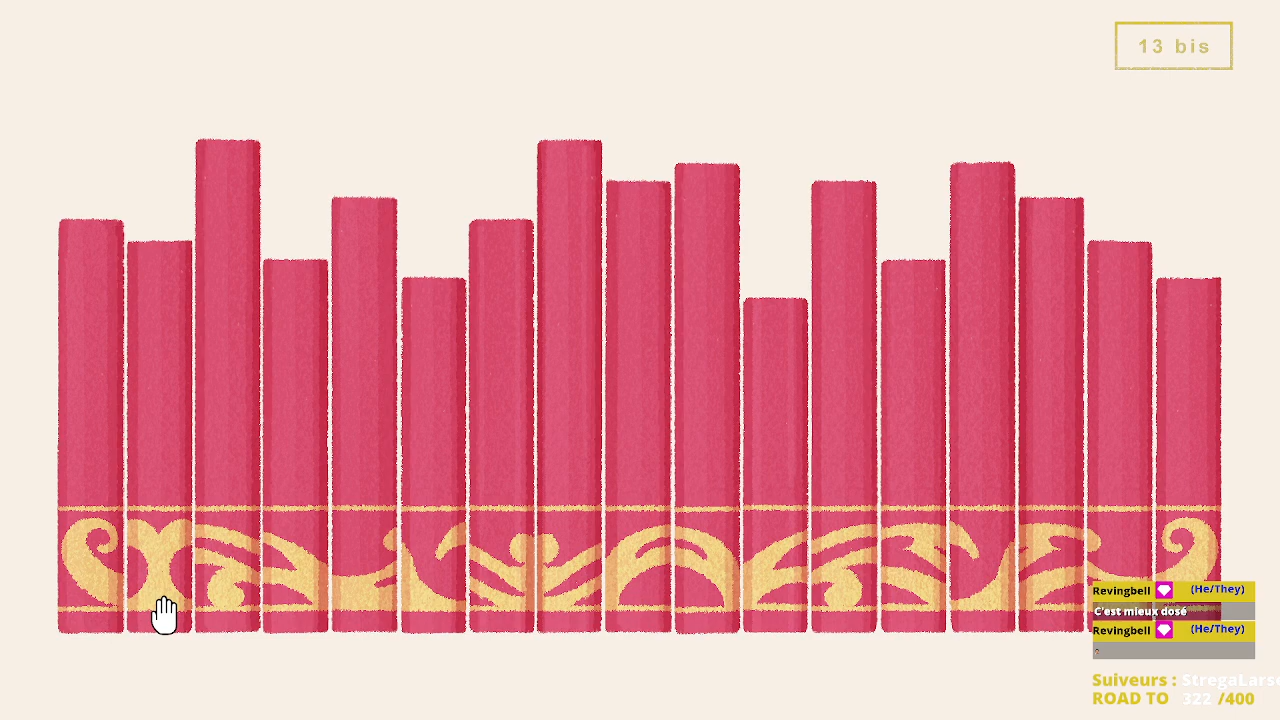 13 bis
Revingbell (He/They)
C'est mieux dosé
Revingbell (He/They)
?
Suiveurs : StregaLarse
ROAD TO 322 /400